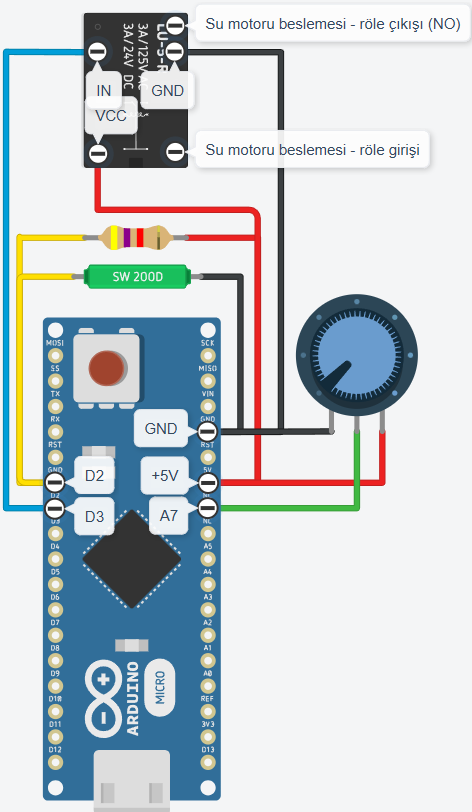 Su motoru beslemesi - röle çıkışı (NO)
LU-5-R
3A/125V AC
3A/24V DC
IN
GND
VCC
Su motoru beslemesi - röle girişi
SW 200D
MOSI
SS
TX
RX
RST
GND
D2
D3
D4
D5
D6
D7
D8
D9
D10
D11
D12
SCK
MISO
VIN
GND
RST
5V
NC
NC
A5
A4
A3
A2
A1
A0
REF
3V3
D13
GND
D2
+5V
D3
A7
ARDUINO
MICRO